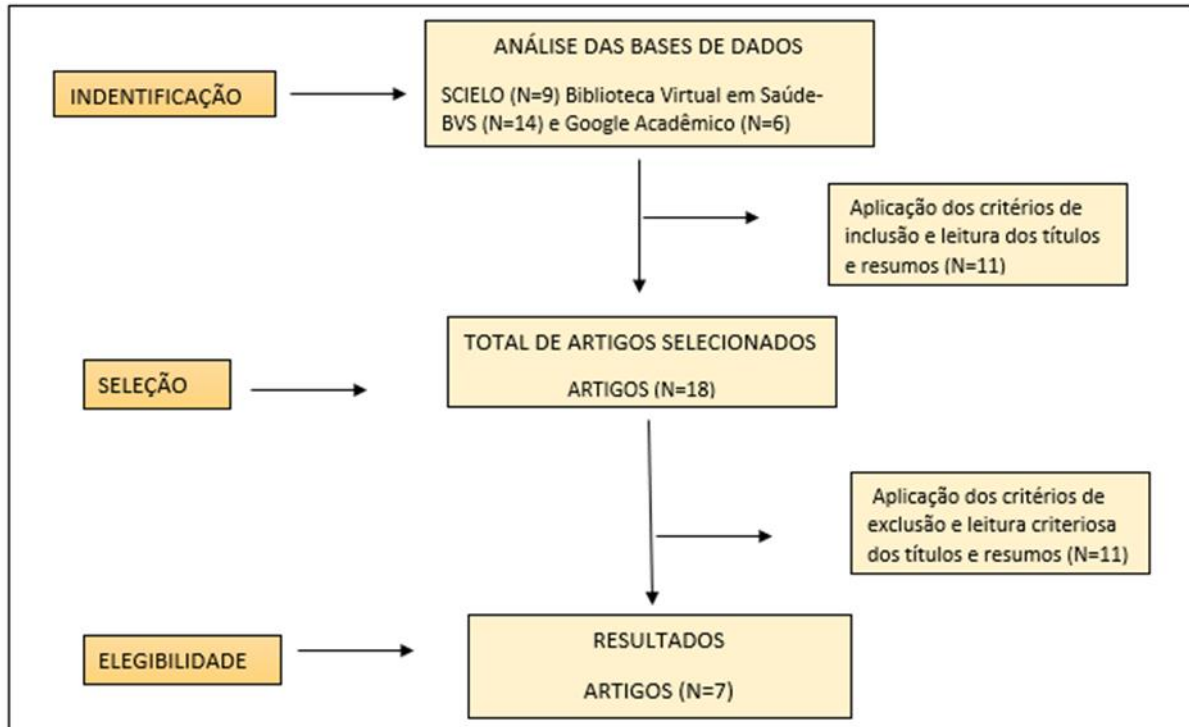 ANÁLISE DAS BASES DE DADOS
INDENTIFICAÇÃO
SCIELO (N=9) Biblioteca Virtual em Saúde-
BVS (N=14) e Google Acadêmico (N=6)
Aplicação dos critérios de
inclusão e leitura dos títulos
e resumos (N=11)
TOTAL DE ARTIGOS SELECIONADOS
SELEÇÃO
ARTIGOS (N=18)
Aplicação dos critérios de
exclusão e leitura criteriosa
dos títulos e resumos (N=11)
RESULTADOS
ELEGIBILIDADE
ARTIGOS (N=7)